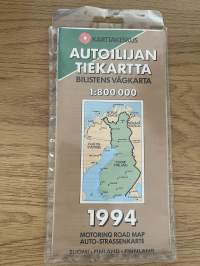 KARTTAKESKUS
AUTOILIJAN
TIEKARTTA
BILISTENS VÄGKARTA
1:800 000
1994
MOTORING ROAD MAP
AUTO-STRASSENKARTE
SUOMI • FINLAND • FINNLAND